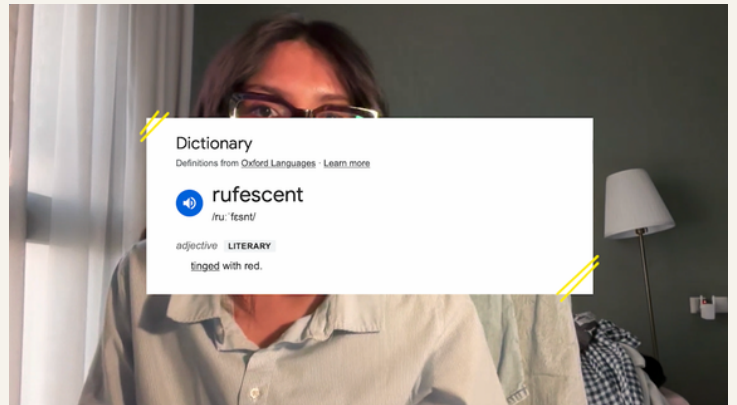 Dictionary
Definitions from Oxford Languages · Learn more
rufescent
/ruːˈfɛsnt/
adjective LITERARY
tinged with red.